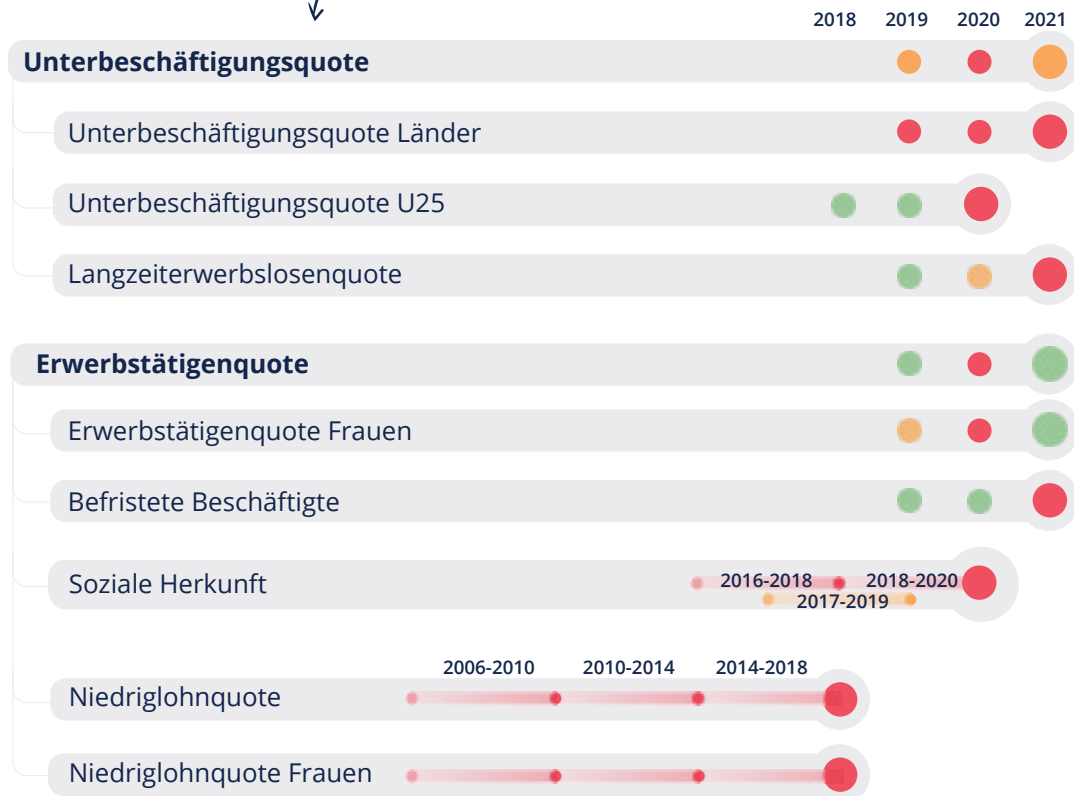 2018 2019 2020 2021
Unterbeschäftigungsquote
Unterbeschäftigungsquote Länder
Unterbeschäftigungsquote U25
Langzeiterwerbslosenquote
Erwerbstätigenquote
Erwerbstätigenquote Frauen
Befristete Beschäftigte
Soziale Herkunft 2016-2018 2018-2020
2017-2019
2006-2010 2010-2014 2014-2018
Niedriglohnquote
Niedriglohnquote Frauen